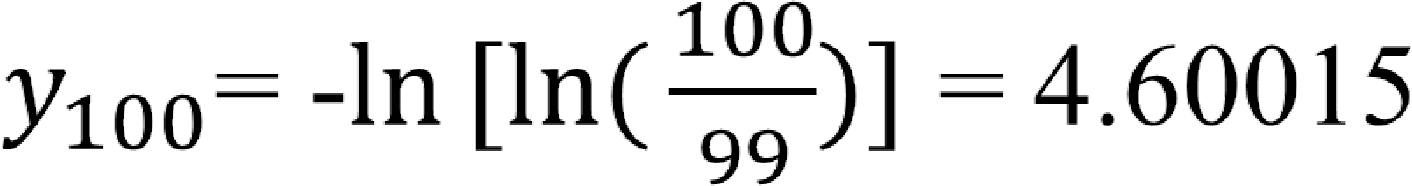 y₁₀₀= -ln [ln(100/99)] = 4.60015